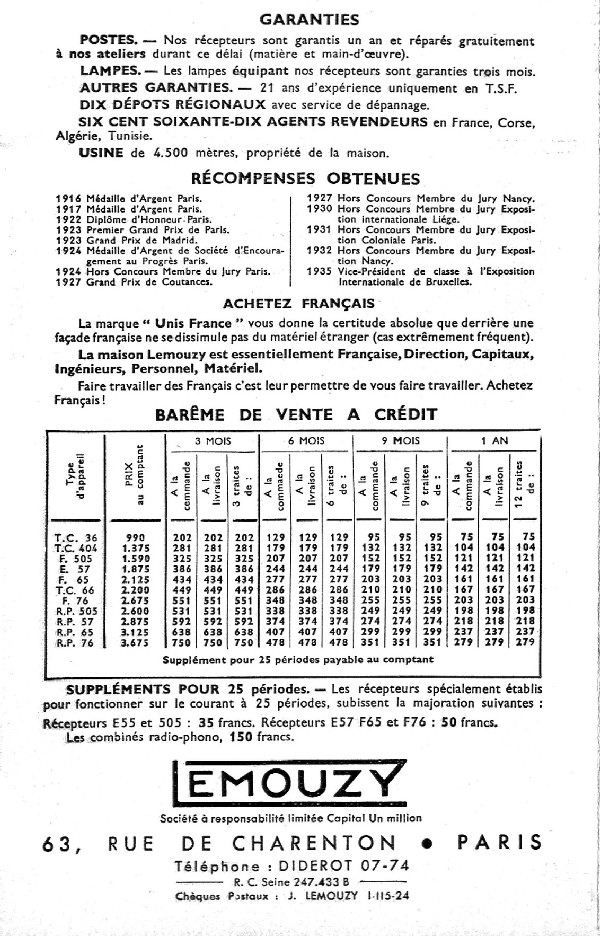 GARANTIES
POSTES. — Nos récepteurs sont garantis un an et réparés gratuitement
à nos ateliers durant ce délai (matière et main-d'œuvre).
LAMPES. — Les lampes équipant nos récepteurs sont garanties trois mois.
AUTRES GARANTIES. — 21 ans d'expérience uniquement en T.S.F.
DIX DÉPOTS RÉGIONAUX avec service de dépannage.
SIX CENT SOIXANTE-DIX AGENTS REVENDEURS en France, Corse,
Algérie, Tunisie.
USINE de 4.500 mètres, propriété de la maison.
RÉCOMPENSES OBTENUES
1916 Médaille d'Argent Paris.
1917 Médaille d'Argent Paris.
1922 Diplôme d'Honneur Paris.
1923 Premier Grand Prix de Paris.
1923 Grand Prix de Madrid.
1924 Médaille d'Argent de Société d'Encoura-
gement au Progrès Paris.
1924 Hors Concours Membre du Jury Paris.
1927 Grand Prix de Coutances.
1927 Hors Concours Membre du Jury Nancy.
1930 Hors Concours Membre du Jury Exposi-
tion internationale Liége.
1931 Hors Concours Membre du Jury Exposi-
tion Coloniale Paris.
1932 Hors Concours Membre du Jury Exposi-
tion Nancy.
1935 Vice-Président de classe à l'Exposition
Internationale de Bruxelles.
ACHETEZ FRANÇAIS
La marque “ Unis France ” vous donne la certitude absolue que derrière une
façade française ne se dissimule pas du matériel étranger (cas extrêmement fréquent).
La maison Lemouzy est essentiellement Française, Direction, Capitaux,
Ingénieurs, Personnel, Matériel.
Faire travailler des Français c'est leur permettre de vous faire travailler. Achetez
Français !
BARÊME DE VENTE A CRÉDIT
3 MOIS 6 MOIS 9 MOIS 1 AN
Type d'appareil PRIX au comptant A la commande A la livraison 3 traites de : A la commaede A la livraison 6 traites de : A la commande A la livraison 9 traites de : A la commande A la livraison 12 traites de :
T.C. 36 990 202 202 202 129 129 129 95 95 95 75 75 75
T.C. 404 1.375 281 281 281 179 179 179 132 132 132 104 104 104
F. 505 1.590 325 325 325 207 207 207 152 152 152 121 121 121
E. 57 1.875 386 386 386 244 244 244 179 179 179 142 142 142
F. 65 2.125 434 434 434 277 277 277 203 203 203 161 161 161
T.C. 66 2.200 449 449 449 286 286 286 210 210 210 167 167 167
F. 76 2.675 551 551 551 348 348 348 255 255 255 203 203 203
R.P. 505 2.600 531 531 531 338 338 338 249 249 249 198 198 198
R.P. 57 2.875 592 592 592 374 374 374 274 274 274 218 218 218
R.P. 65 3.125 638 638 638 407 407 407 299 299 299 237 237 237
R.P. 76 3.675 750 750 750 478 478 478 351 351 351 279 279 279
Supplément pour 25 périodes payable au comptant
SUPPLÉMENTS POUR 25 périodes. — Les récepteurs spécialement établis
pour fonctionner sur le courant à 25 périodes, subissent la majoration suivantes :
Récepteurs E55 et 505 : 35 francs. Récepteurs E57 F65 et F76 : 50 francs.
Les combinés radio-phono, 150 francs.
LEMOUZY
Société à responsabilité limitée Capital Un million
63, RUE DE CHARENTON • PARIS
Téléphone : DIDEROT 07-74
R. C. Seine 247.433 B
Chèques Postaux : J. LEMOUZY 1-115-24